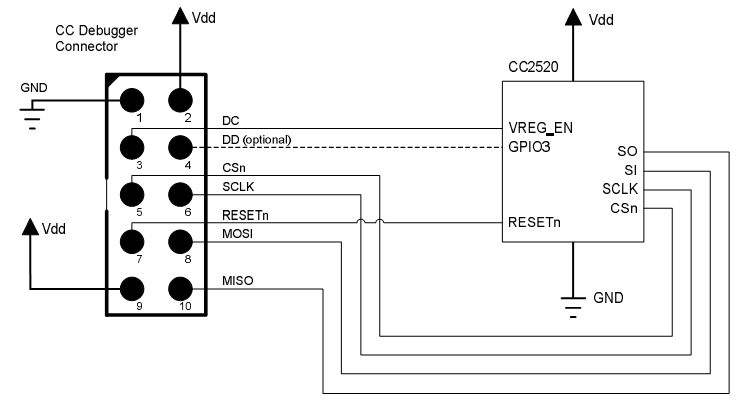 Vdd
CC Debugger
Connector
Vdd
CC2520
GND
1
2
DC
VREG_EN
DD (optional)
GPIO3
3
4
SO
CSn
SI
SCLK
SCLK
5
6
CSn
RESETn
RESETn
Vdd
MOSI
7
8
MISO
GND
9
10